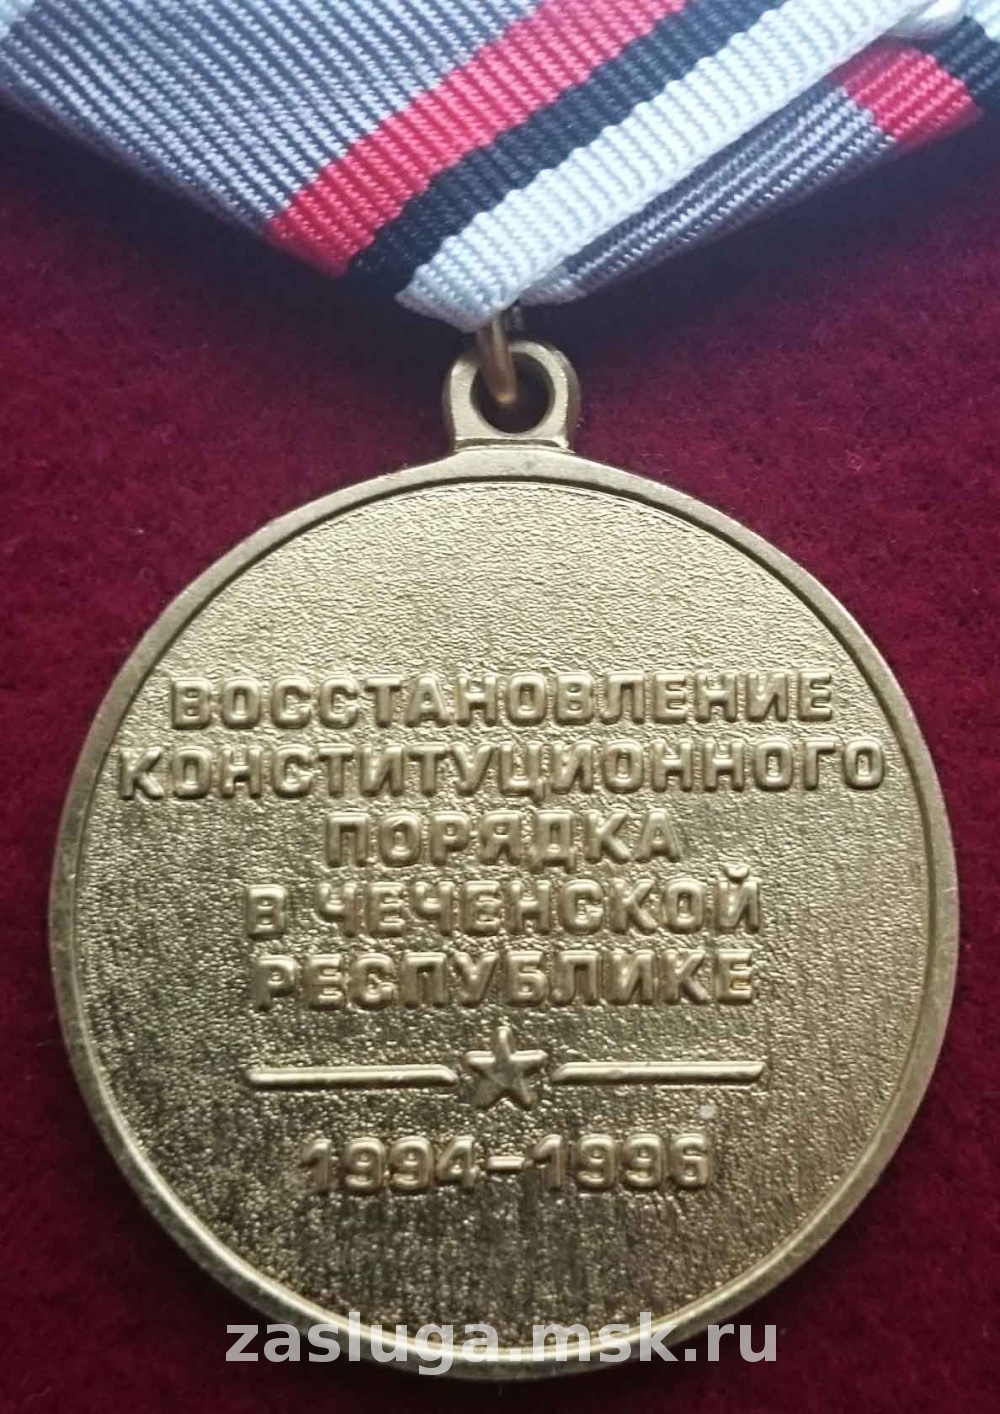 ВОССТАНОВЛЕНИЕ
КОНСТИТУЦИОННОГО
ПОРЯДКА
В ЧЕЧЕНСКОЙ
РЕСПУБЛИКЕ
1994-1996
zasluga.msk.ru